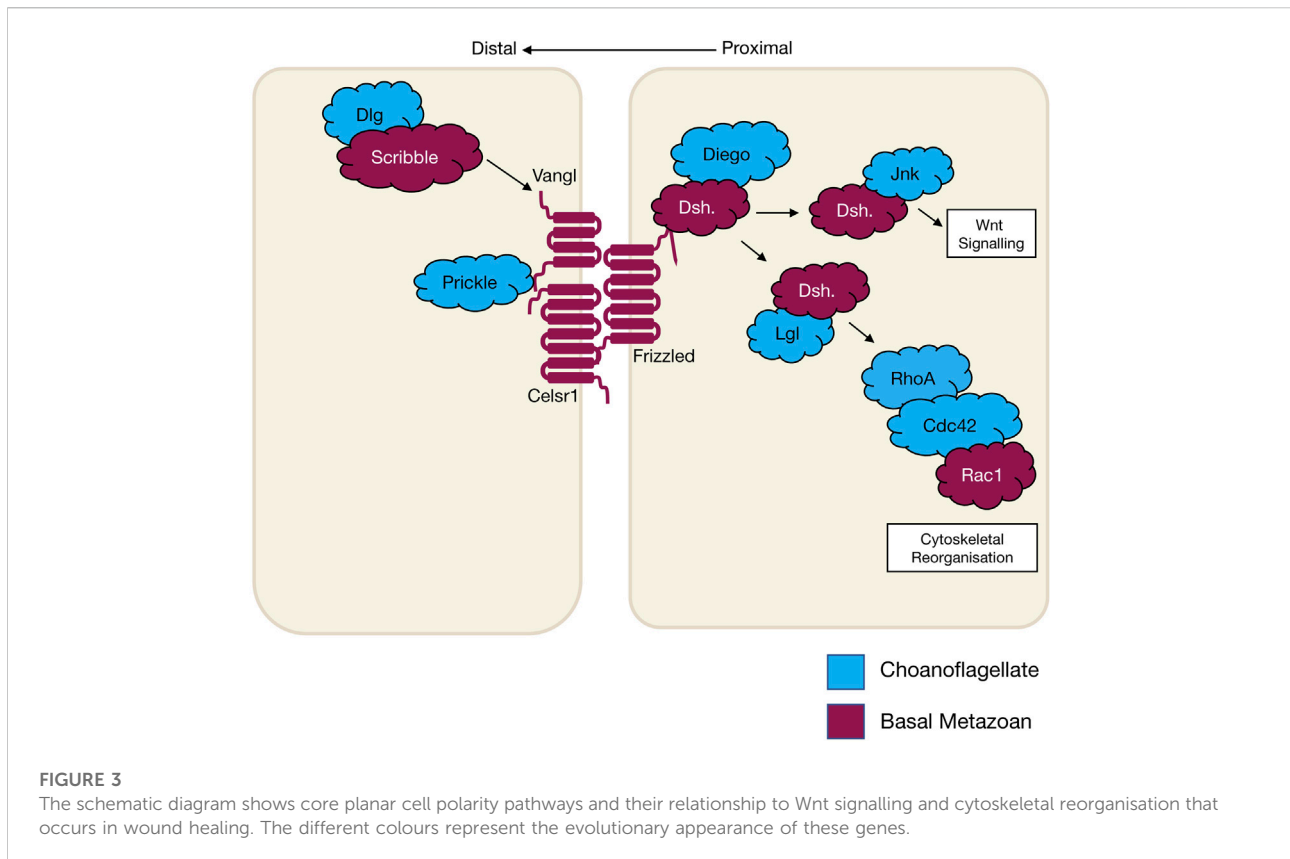 Distal
Proximal
Dlg
Scribble
Vangl
Prickle
Celsr1
Frizzled
Diego
Dsh.
Dsh.
Jnk
Wnt
Signalling
Dsh.
Lgl
RhoA
Cdc42
Rac1
Cytoskeletal
Reorganisation
Choanoflagellate
Basal Metazoan
FIGURE 3
The schematic diagram shows core planar cell polarity pathways and their relationship to Wnt signalling and cytoskeletal reorganisation that
occurs in wound healing. The different colours represent the evolutionary appearance of these genes.